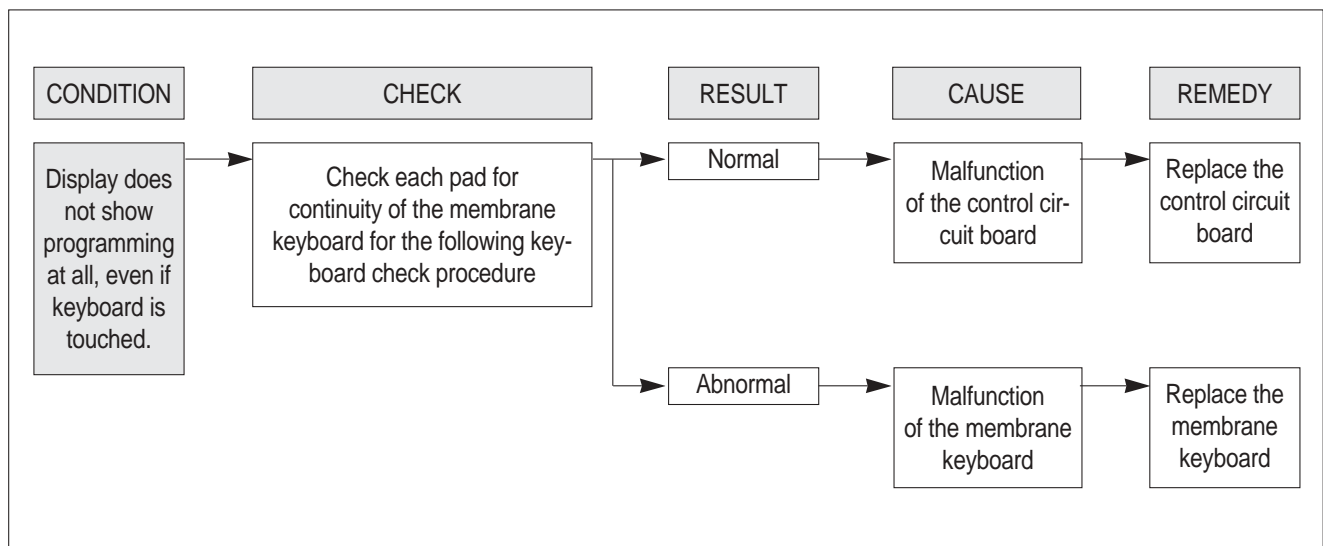 CONDITION
CHECK
RESULT
CAUSE
REMEDY
Display does
not show
programming
at all, even if
keyboard is
touched.
Check each pad for
continuity of the membrane
keyboard for the following key-
board check procedure
Normal
Malfunction
of the control cir-
cuit board
Replace the
control circuit
board
Abnormal
Malfunction
of the membrane
keyboard
Replace the
membrane
keyboard